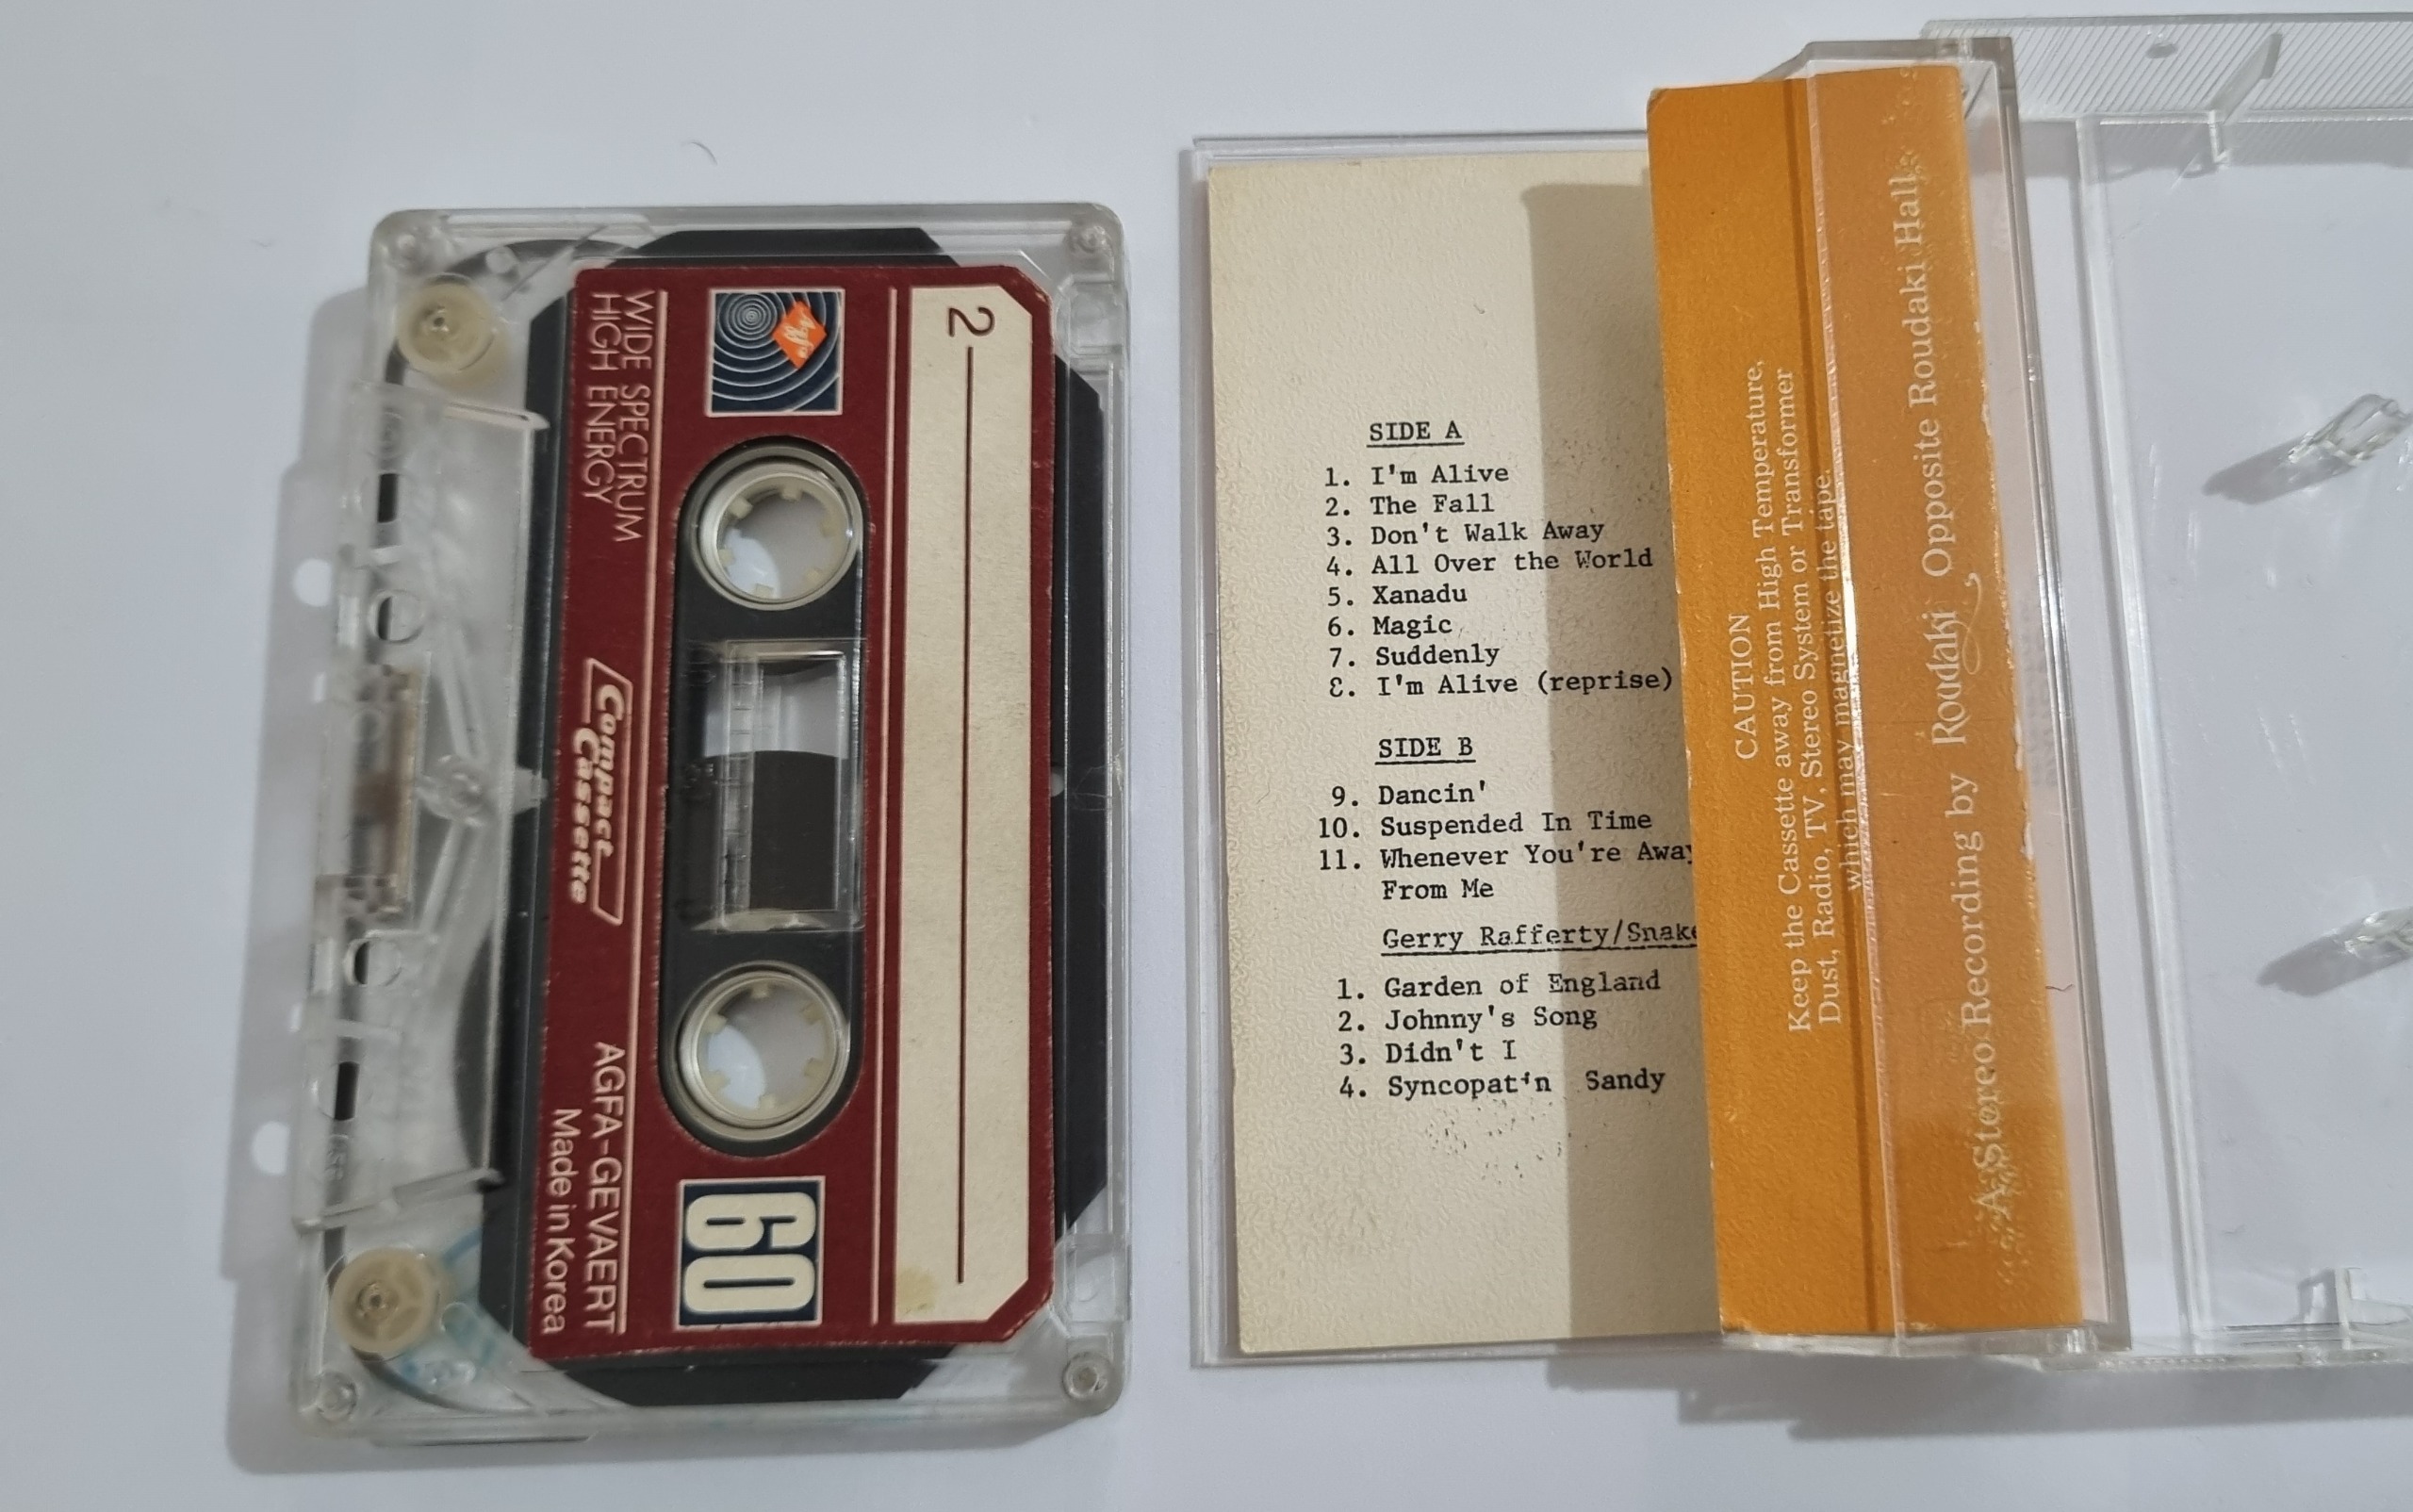 2
Agfa
WIDE SPECTRUM
HIGH ENERGY
Compact
Cassette
AGFA-GEVAERT
Made in Korea
60
SIDE A
1. I'm Alive
2. The Fall
3. Don't Walk Away
4. All Over the World
5. Xanadu
6. Magic
7. Suddenly
8. I'm Alive (reprise)
SIDE B
9. Dancin'
10. Suspended In Time
11. Whenever You're Away
From Me
Gerry Rafferty/Snake
1. Garden of England
2. Johnny's Song
3. Didn't I
4. Syncopat'n Sandy
CAUTION
Keep the Cassette away from High Temperature,
Dust, Radio, TV, Stereo System or Transformer
which may magnetize the tape.
A Stereo Recording by Roudaki Opposite Roudaki Hall